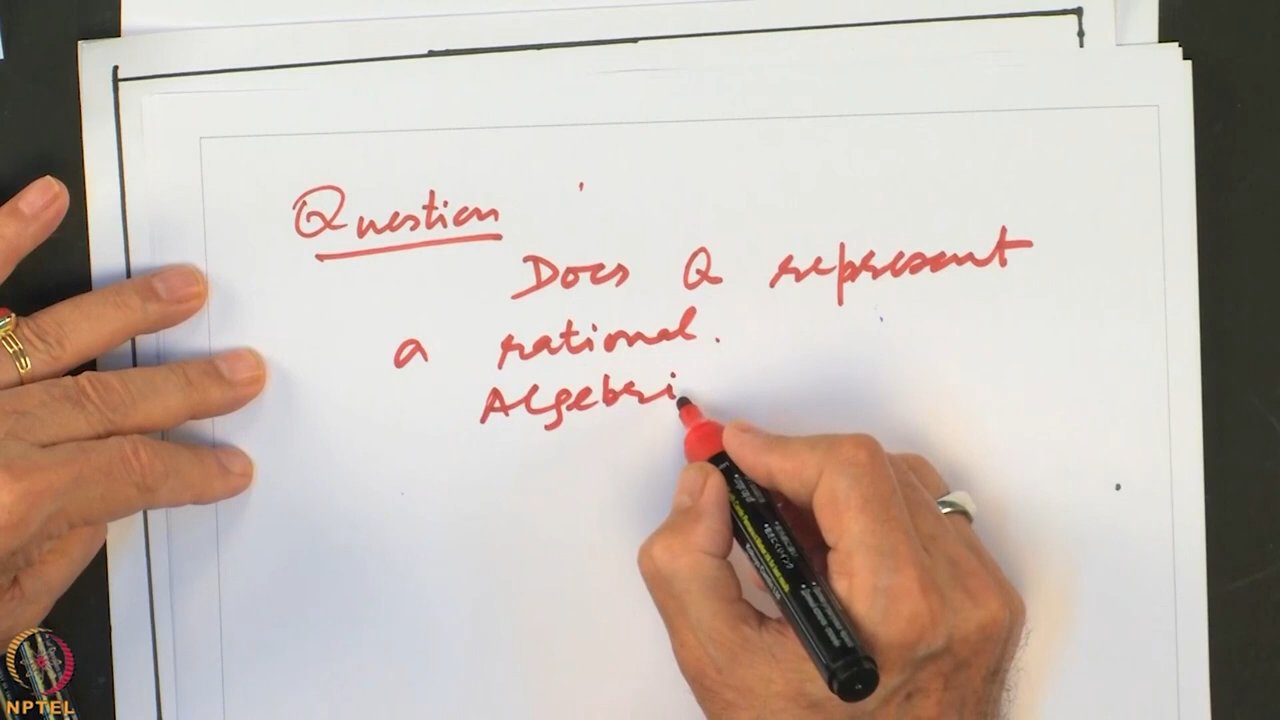 Question
Does Q represent
a rational.
Algebri
NPTEL